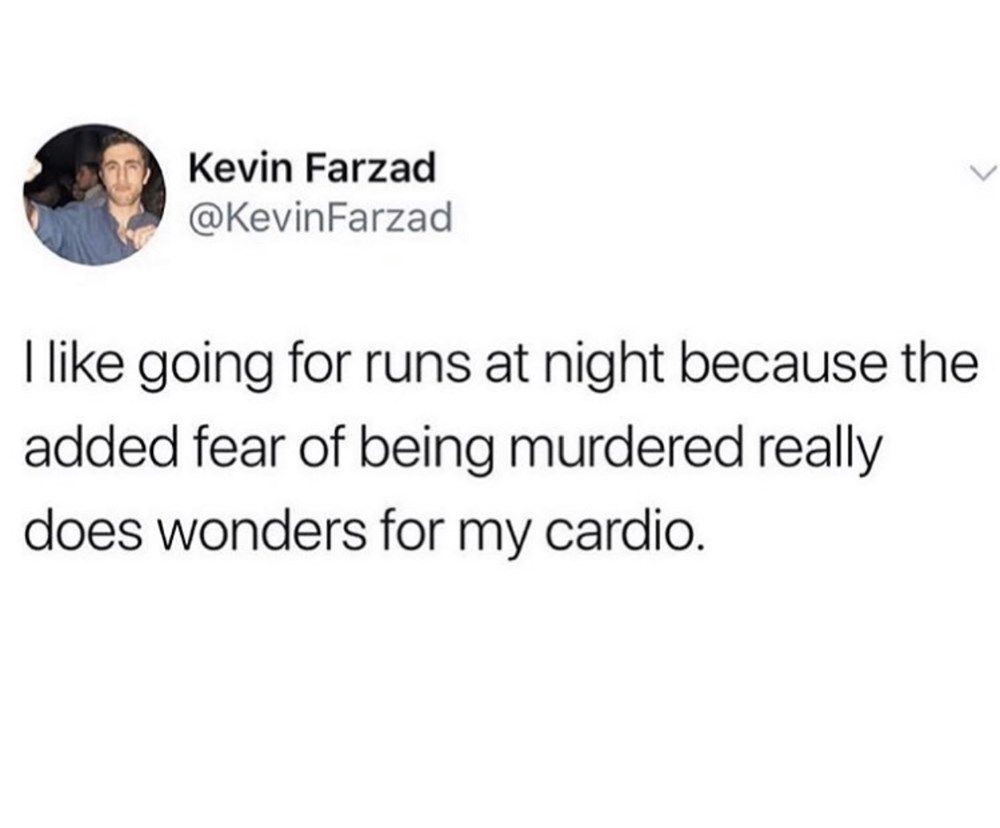 Kevin Farzad
@KevinFarzad
I like going for runs at night because the
added fear of being murdered really
does wonders for my cardio.